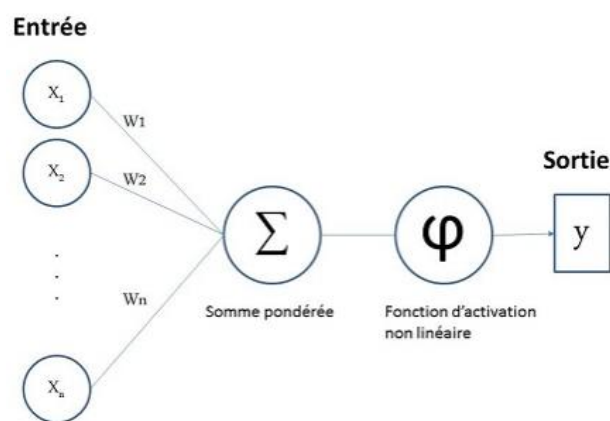 Entrée
X1
W1
X2
W2
Sortie
Σ
φ
y
.
.
.
Wn
Somme pondérée
Fonction d'activation
non linéaire
Xn